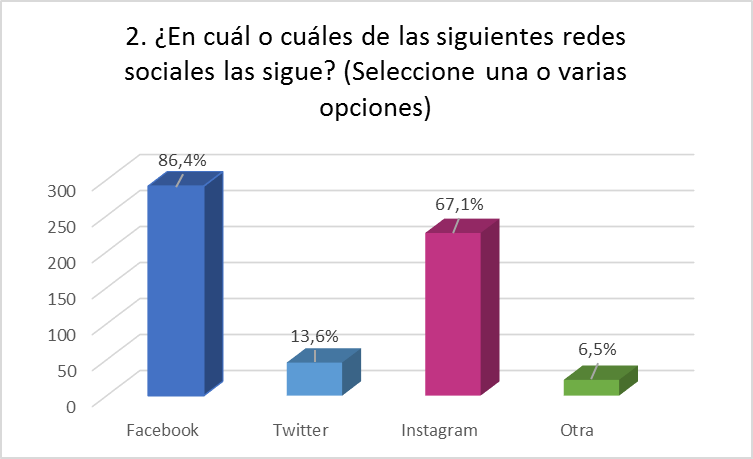 2. ¿En cuál o cuáles de las siguientes redes
sociales las sigue? (Seleccione una o varias
opciones)
86,4%
67,1%
13,6%
6,5%
300
250
200
150
100
50
0
Facebook
Twitter
Instagram
Otra